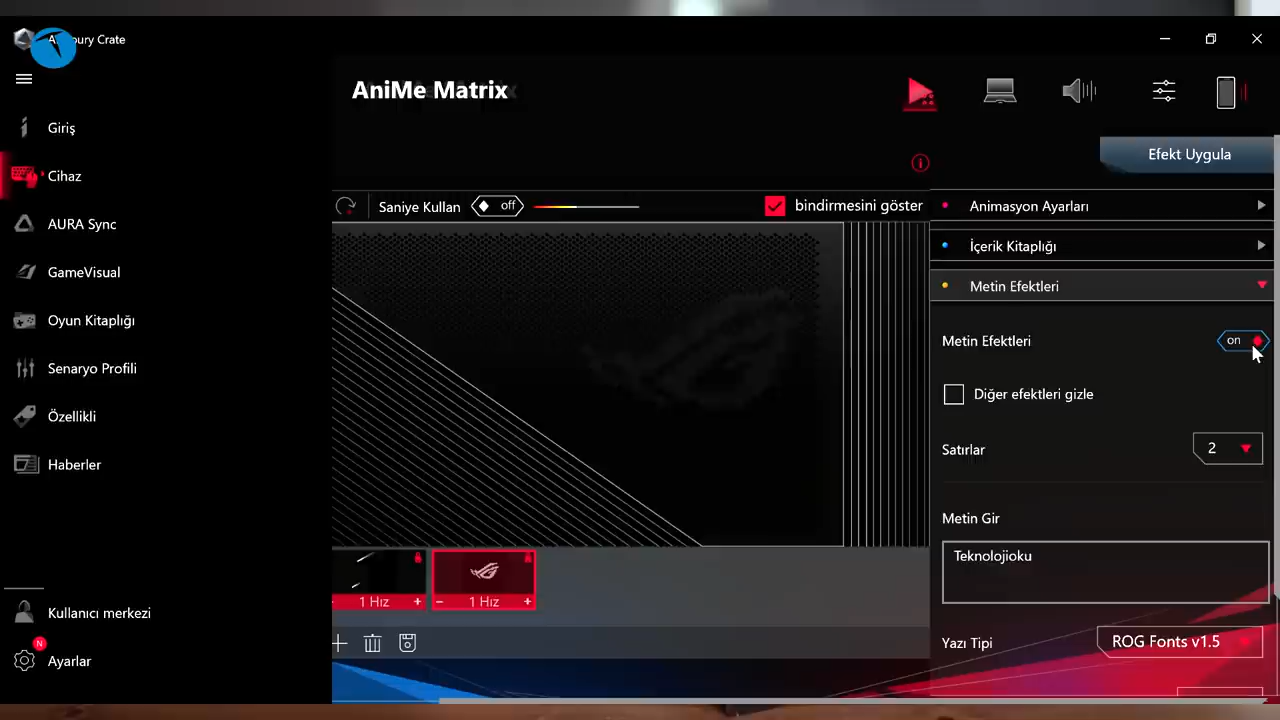 Armoury Crate
AniMe Matrix
Giriş
Cihaz
AURA Sync
GameVisual
Oyun Kitaplığı
Senaryo Profili
Özellikli
Haberler
Kullanıcı merkezi
N
Ayarlar
Efekt Uygula
Saniye Kullan
off
bindirmesini göster
Animasyon Ayarları
İçerik Kitaplığı
Metin Efektleri
Metin Efektleri
on
Diğer efektleri gizle
Satırlar
2
Metin Gir
Teknolojioku
- 1 Hız +
- 1 Hız +
Yazı Tipi
ROG Fonts v1.5